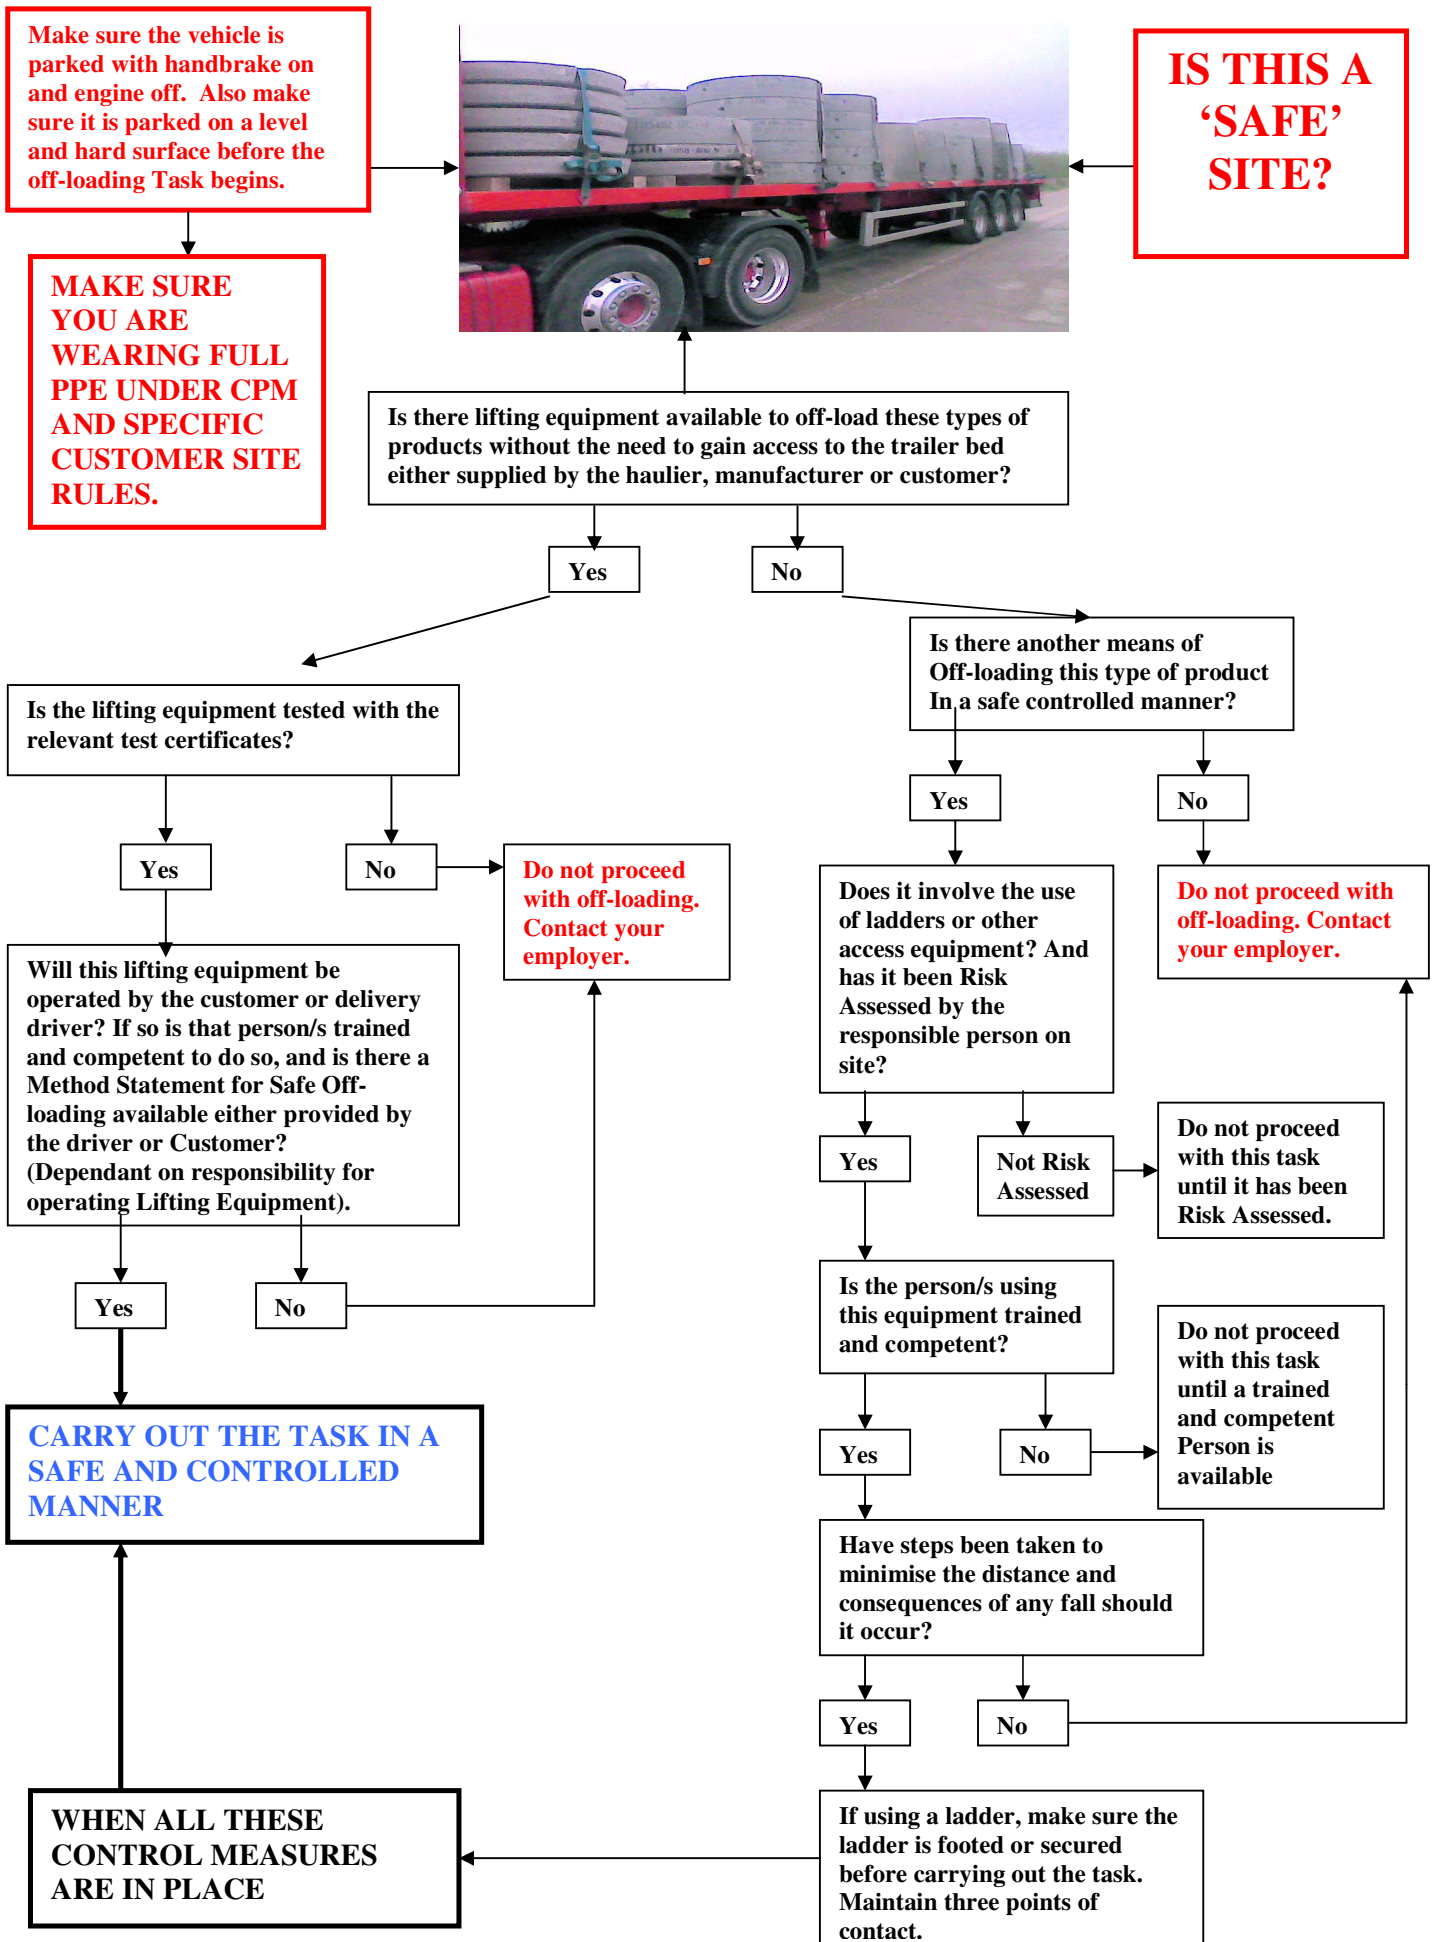 Make sure the vehicle is
parked with handbrake on
and engine off.  Also make
sure it is parked on a level
and hard surface before the
off-loading Task begins.
IS THIS A
‘SAFE’
SITE?
MAKE SURE
YOU ARE
WEARING FULL
PPE UNDER CPM
AND SPECIFIC
CUSTOMER SITE
RULES.
Is there lifting equipment available to off-load these types of
products without the need to gain access to the trailer bed
either supplied by the haulier, manufacturer or customer?
Yes
No
Is there another means of
Off-loading this type of product
In a safe controlled manner?
Is the lifting equipment tested with the
relevant test certificates?
Yes
No
Yes
No
Do not proceed
with off-loading.
Contact your
employer.
Does it involve the use
of ladders or other
access equipment? And
has it been Risk
Assessed by the
responsible person on
site?
Do not proceed with
off-loading. Contact
your employer.
Will this lifting equipment be
operated by the customer or delivery
driver? If so is that person/s trained
and competent to do so, and is there a
Method Statement for Safe Off-
loading available either provided by
the driver or Customer?
(Dependant on responsibility for
operating Lifting Equipment).
Yes
Not Risk
Assessed
Do not proceed
with this task
until it has been
Risk Assessed.
Yes
No
Is the person/s using
this equipment trained
and competent?
Do not proceed
with this task
until a trained
and competent
Person is
available
Yes
No
CARRY OUT THE TASK IN A
SAFE AND CONTROLLED
MANNER
Have steps been taken to
minimise the distance and
consequences of any fall should
it occur?
Yes
No
WHEN ALL THESE
CONTROL MEASURES
ARE IN PLACE
If using a ladder, make sure the
ladder is footed or secured
before carrying out the task.
Maintain three points of
contact.